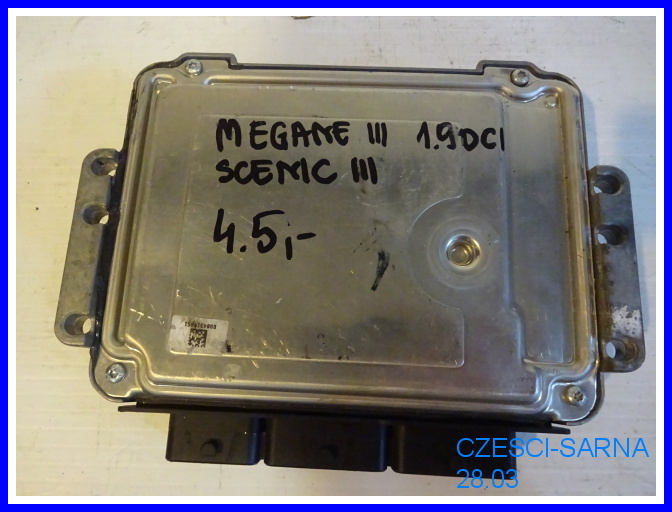 MEGANE III 1.9DCI
SCENIC III
4.5,-
CZESCI-SARNA
28.03